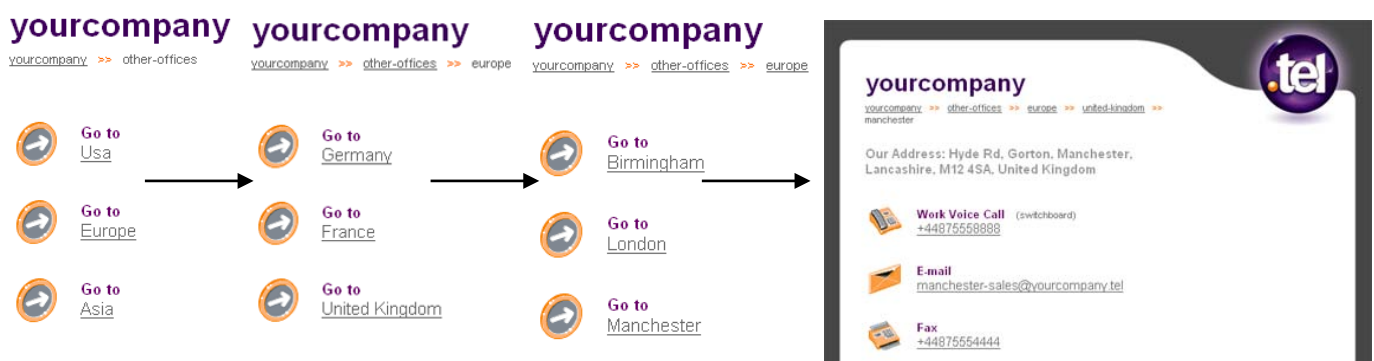 yourcompany
yourcompany >> other-offices
Go to
Usa
Go to
Europe
Go to
Asia
yourcompany
yourcompany >> other-offices >> europe
Go to
Germany
Go to
France
Go to
United Kingdom
yourcompany
yourcompany >> other-offices >> europe
Go to
Birmingham
Go to
London
Go to
Manchester
.tel
yourcompany
yourcompany >> other-offices >> europe >> united-kingdom >>
manchester
Our Address: Hyde Rd, Gorton, Manchester,
Lancashire, M12 4SA, United Kingdom
Work Voice Call (switchboard)
+44875558888
E-mail
manchester-sales@yourcompany.tel
Fax
+44875554444